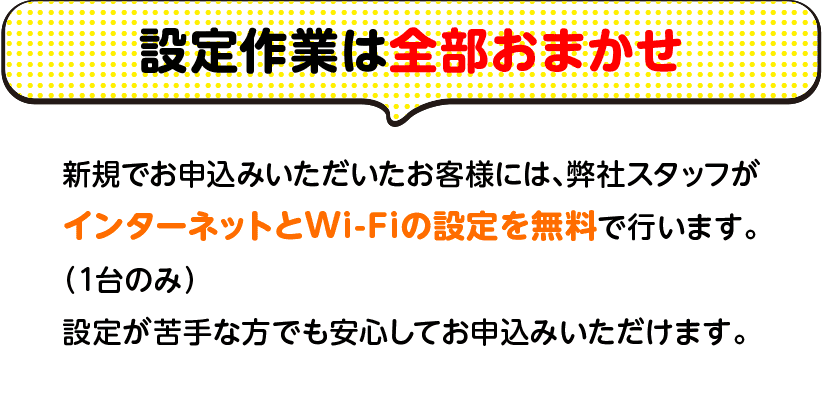 設定作業は全部おまかせ
新規でお申込みいただいたお客様には、弊社スタッフが
インターネットとWi-Fiの設定を無料で行います。
（1台のみ）
設定が苦手な方でも安心してお申込みいただけます。